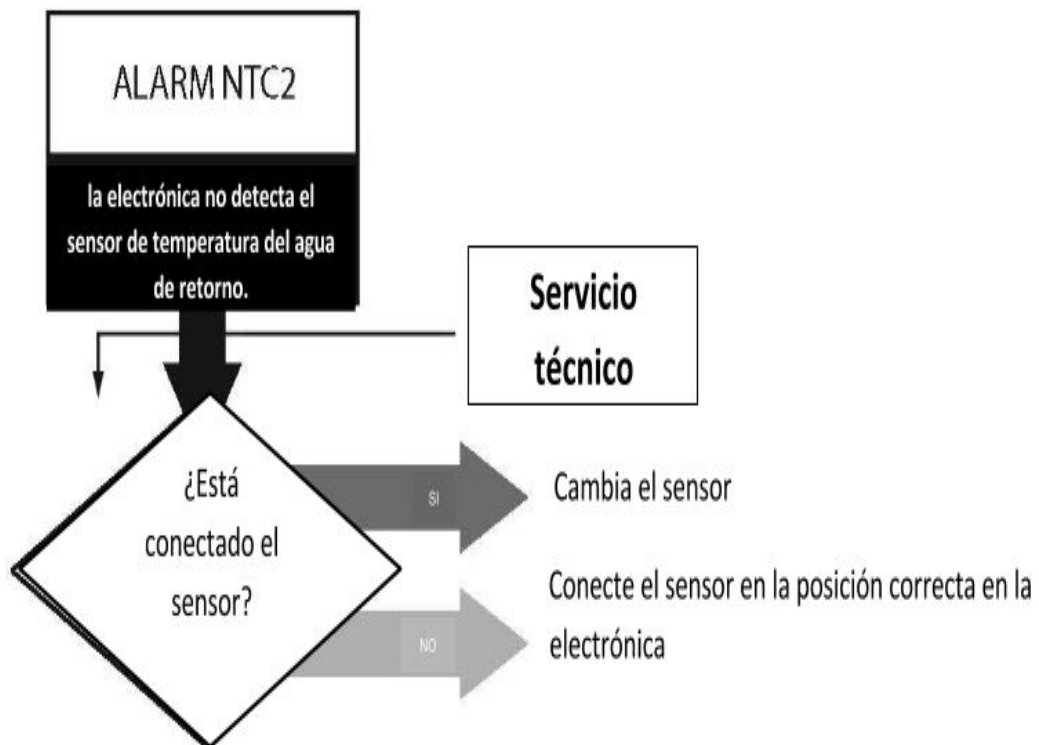 ALARM NTC2
la electrónica no detecta el
sensor de temperatura del agua
de retorno.
Servicio
técnico
¿Está
conectado el
sensor?
SI
Cambia el sensor
NO
Conecte el sensor en la posición correcta en la
electrónica